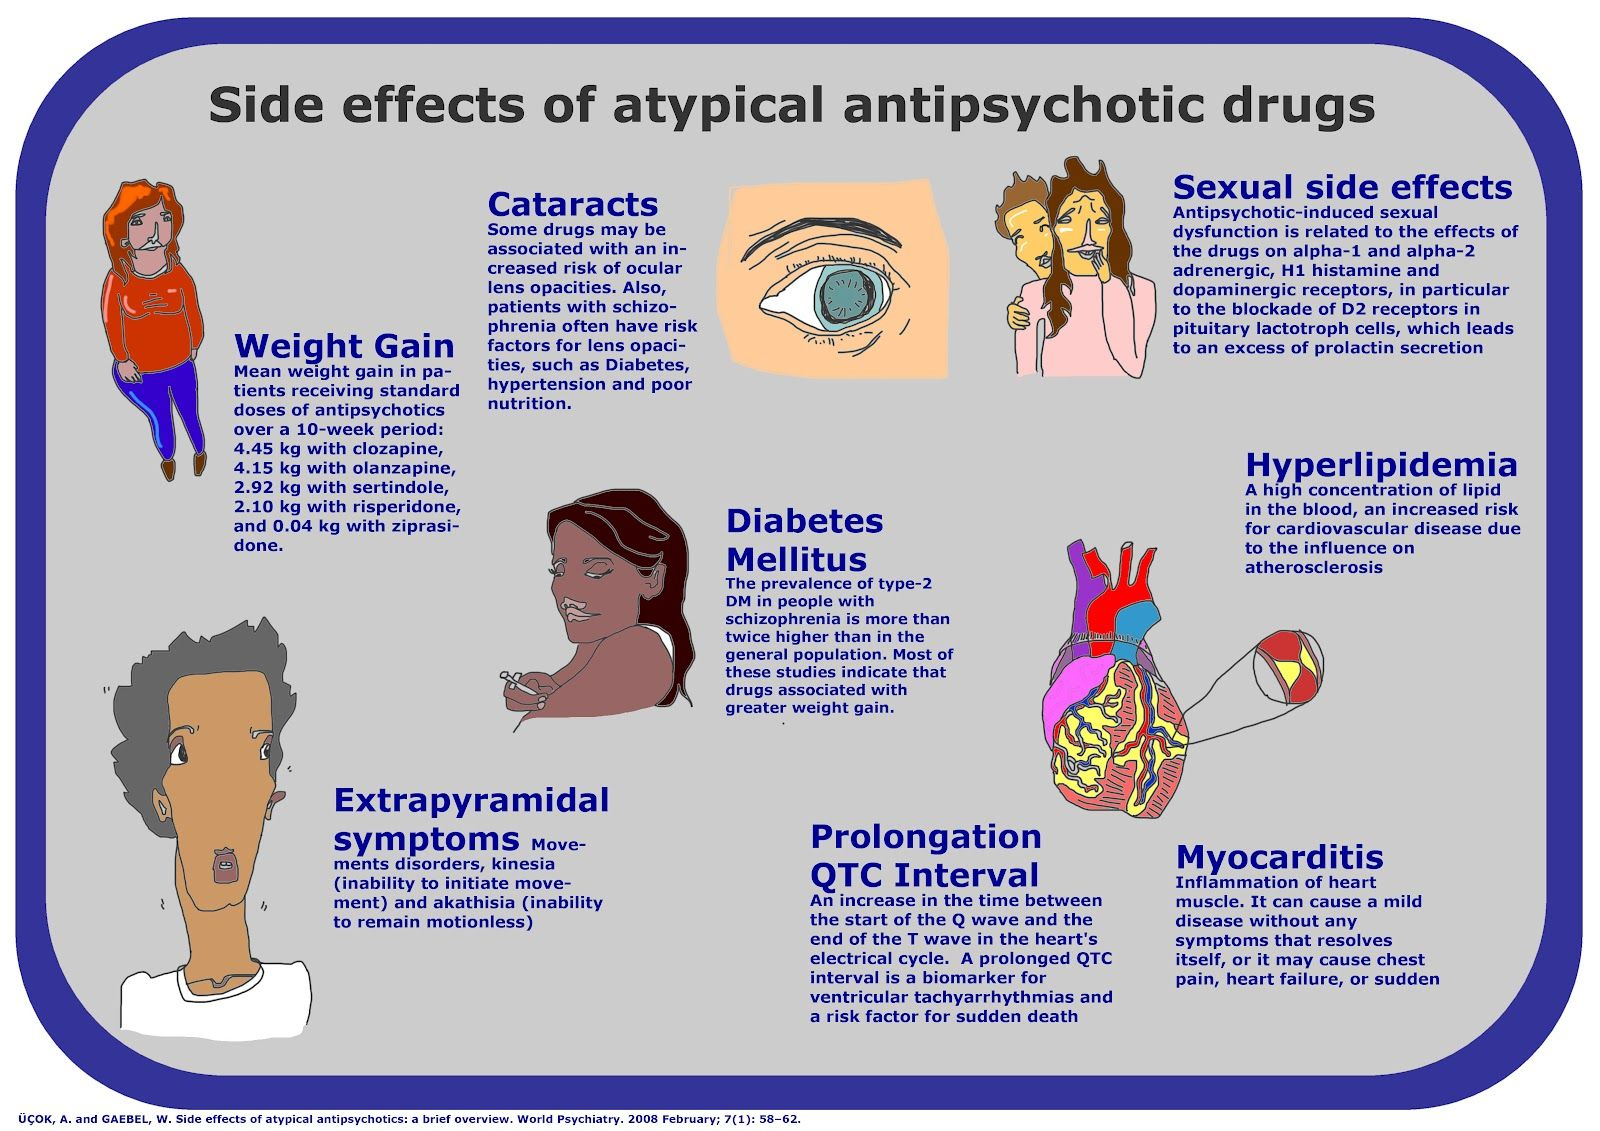 Side effects of atypical antipsychotic drugs
Weight Gain
Mean weight gain in pa-
tients receiving standard
doses of antipsychotics
over a 10-week period:
4.45 kg with clozapine,
4.15 kg with olanzapine,
2.92 kg with sertindole,
2.10 kg with risperidone,
and 0.04 kg with ziprasi-
done.
Cataracts
Some drugs may be
associated with an in-
creased risk of ocular
lens opacities. Also,
patients with schizo-
phrenia often have risk
factors for lens opaci-
ties, such as Diabetes,
hypertension and poor
nutrition.
Sexual side effects
Antipsychotic-induced sexual
dysfunction is related to the effects of
the drugs on alpha-1 and alpha-2
adrenergic, H1 histamine and
dopaminergic receptors, in particular
to the blockade of D2 receptors in
pituitary lactotroph cells, which leads
to an excess of prolactin secretion
Diabetes
Mellitus
The prevalence of type-2
DM in people with
schizophrenia is more than
twice higher than in the
general population. Most of
these studies indicate that
drugs associated with
greater weight gain.
.
Hyperlipidemia
A high concentration of lipid
in the blood, an increased risk
for cardiovascular disease due
to the influence on
atherosclerosis
Extrapyramidal
symptoms Move-
ments disorders, kinesia
(inability to initiate move-
ment) and akathisia (inability
to remain motionless)
Prolongation
QTC Interval
An increase in the time between
the start of the Q wave and the
end of the T wave in the heart's
electrical cycle.  A prolonged QTC
interval is a biomarker for
ventricular tachyarrhythmias and
a risk factor for sudden death
Myocarditis
Inflammation of heart
muscle. It can cause a mild
disease without any
symptoms that resolves
itself, or it may cause chest
pain, heart failure, or sudden
ÜÇOK, A. and GAEBEL, W. Side effects of atypical antipsychotics: a brief overview. World Psychiatry. 2008 February; 7(1): 58–62.